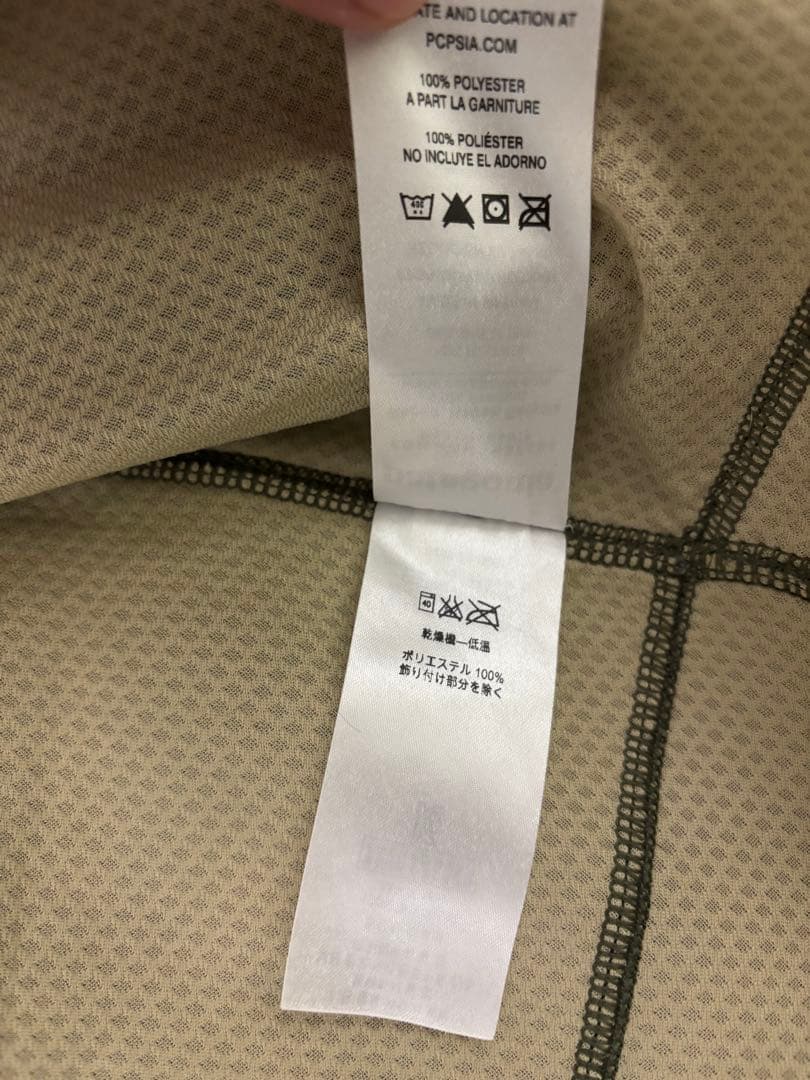 ATE AND LOCATION AT
PCPSIA.COM
100% POLYESTER
A PART LA GARNITURE
100% POLIÉSTER
NO INCLUYE EL ADORNO
40C
40
乾燥機—低温
ポリエステル 100%
飾り付け部分を除く